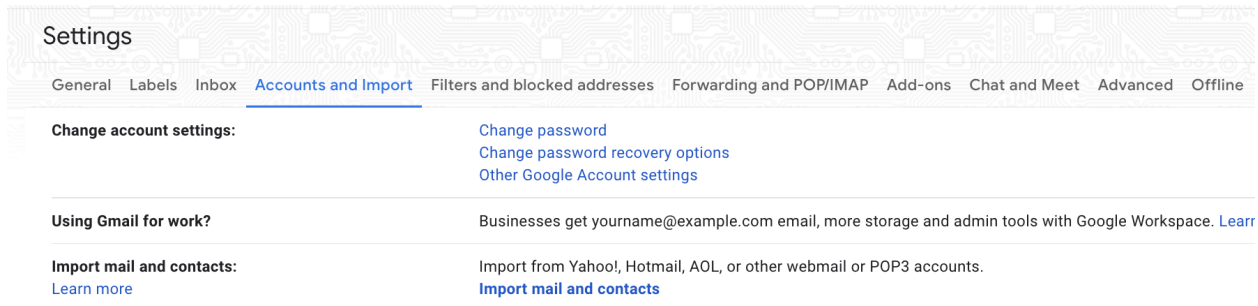 Settings
General Labels Inbox Accounts and Import Filters and blocked addresses Forwarding and POP/IMAP Add-ons Chat and Meet Advanced Offline
Change account settings: Change password
Change password recovery options
Other Google Account settings
Using Gmail for work? Businesses get yourname@example.com email, more storage and admin tools with Google Workspace.
Import mail and contacts: Import from Yahoo!, Hotmail, AOL, or other webmail or POP3 accounts.
Learn more Import mail and contacts